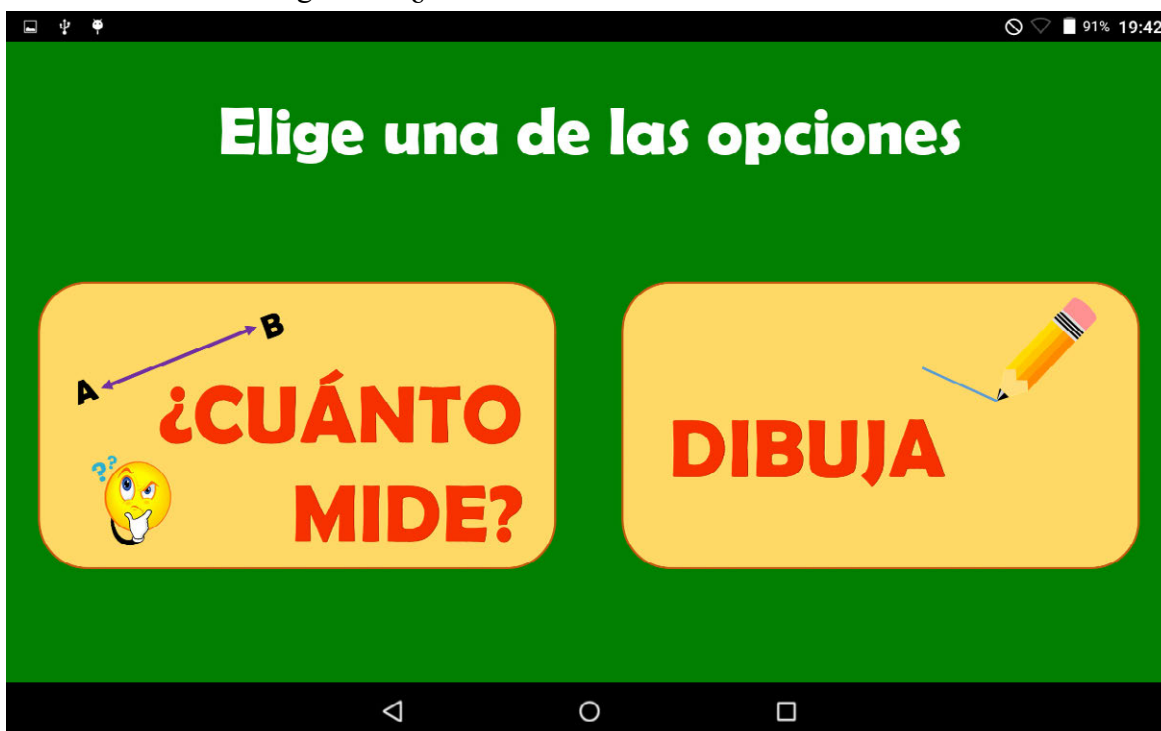 91% 19:42
Elige una de las opciones
A
B
¿CUÁNTO
MIDE?
??
DIBUJA